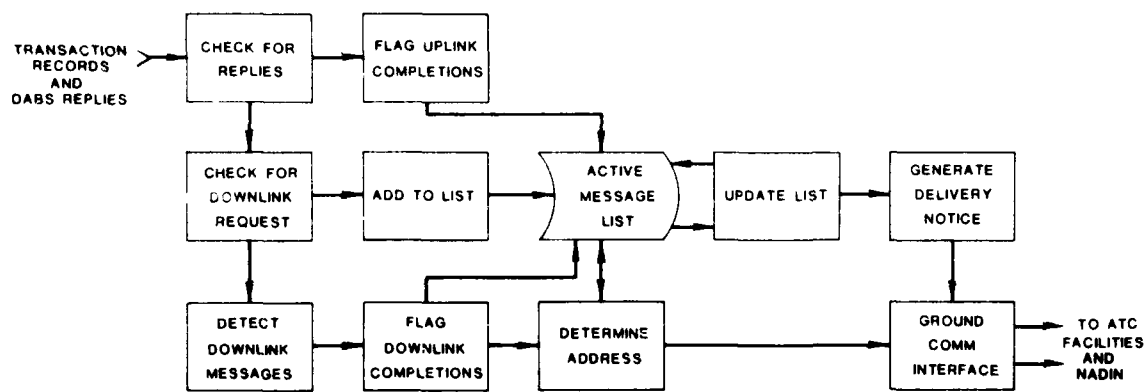 TRANSACTION
RECORDS
AND
DABS REPLIES
CHECK FOR
REPLIES
FLAG UPLINK
COMPLETIONS
CHECK FOR
DOWNLINK
REQUEST
ADD TO LIST
ACTIVE
MESSAGE
LIST
UPDATE LIST
GENERATE
DELIVERY
NOTICE
DETECT
DOWNLINK
MESSAGES
FLAG
DOWNLINK
COMPLETIONS
DETERMINE
ADDRESS
GROUND
COMM
INTERFACE
TO ATC
FACILITIES
AND
NADIN